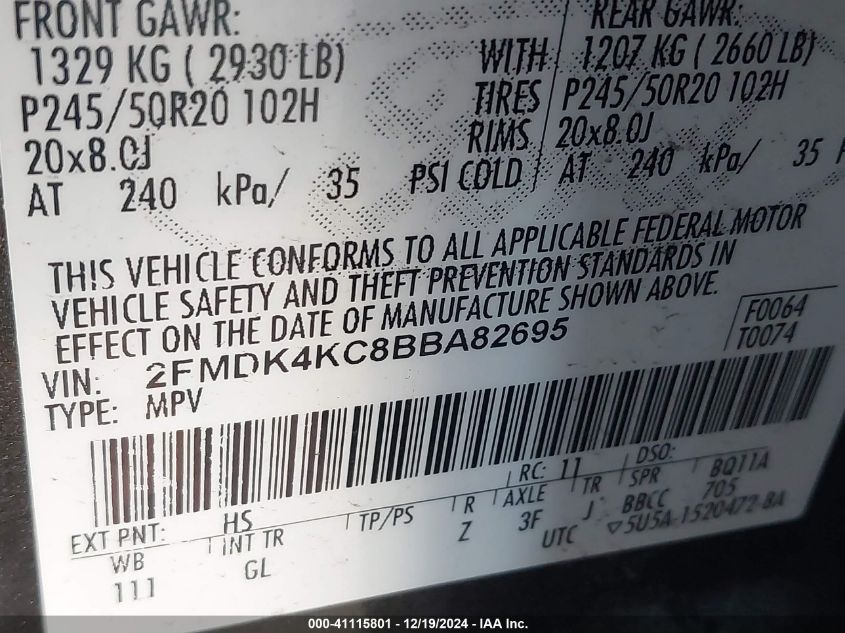 FRONT GAWR: REAR GAWR:
1329 KG ( 2930 LB) WITH 1207 KG ( 2660 LB)
P245/50R20 102H TIRES P245/50R20 102H
20x8.0J RIMS 20x8.0J
AT 240 kPa/ 35 PSI COLD AT 240 kPa/ 35
THIS VEHICLE CONFORMS TO ALL APPLICABLE FEDERAL MOTOR
VEHICLE SAFETY AND THEFT PREVENTION STANDARDS IN
EFFECT ON THE DATE OF MANUFACTURE SHOWN ABOVE.
F0064
T0074
VIN: 2FMDK4KC8BBA82695
TYPE: MPV
RC: 11 DSO:
EXT PNT: HS TP/PS R AXLE TR SPR BQ11A
Z 3F J BBCC 705
WB INT TR UTC ▽5U5A-1520472-BA
111 GL
000-41115801 - 12/19/2024 - IAA Inc.